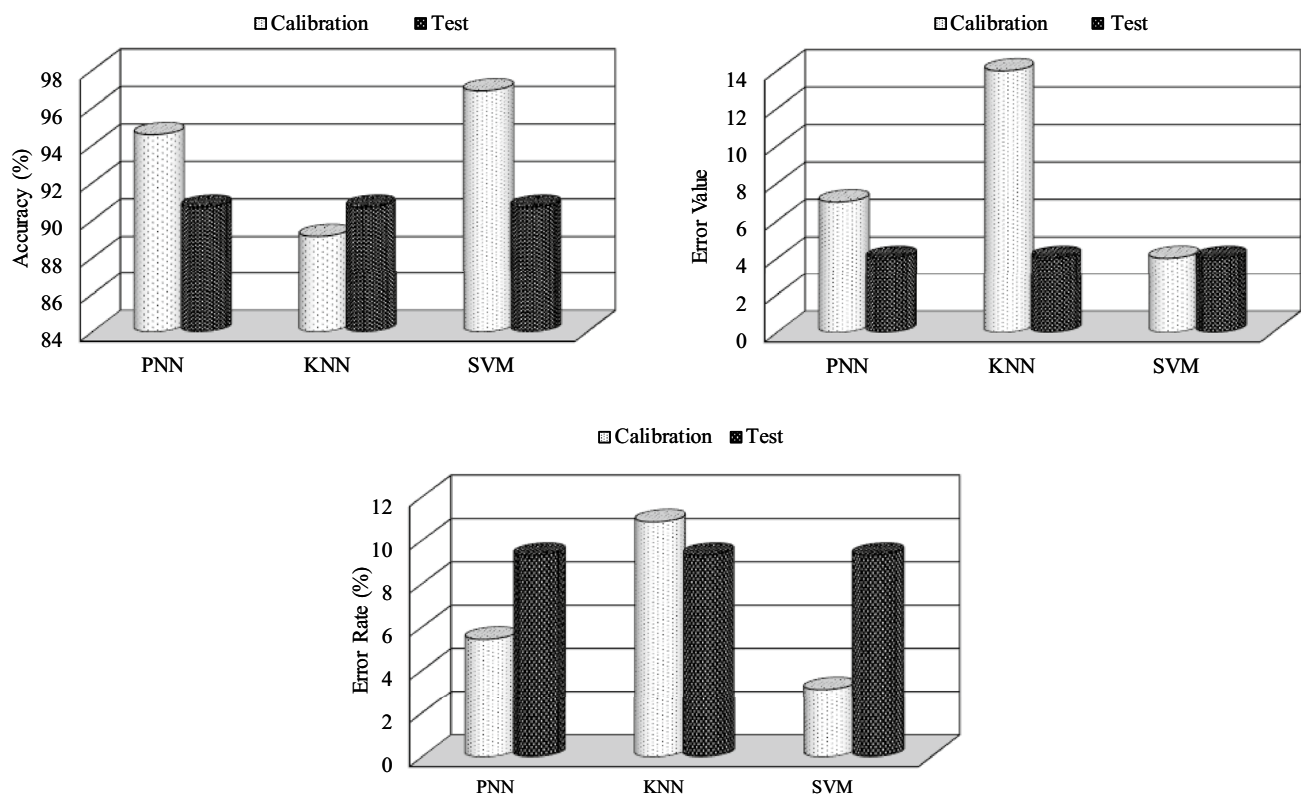 Calibration Test
Accuracy (%)
98
96
94
92
90
88
86
84
PNN KNN SVM
Calibration Test
Error Value
14
12
10
8
6
4
2
0
PNN KNN SVM
Calibration Test
Error Rate (%)
12
10
8
6
4
2
0
PNN KNN SVM